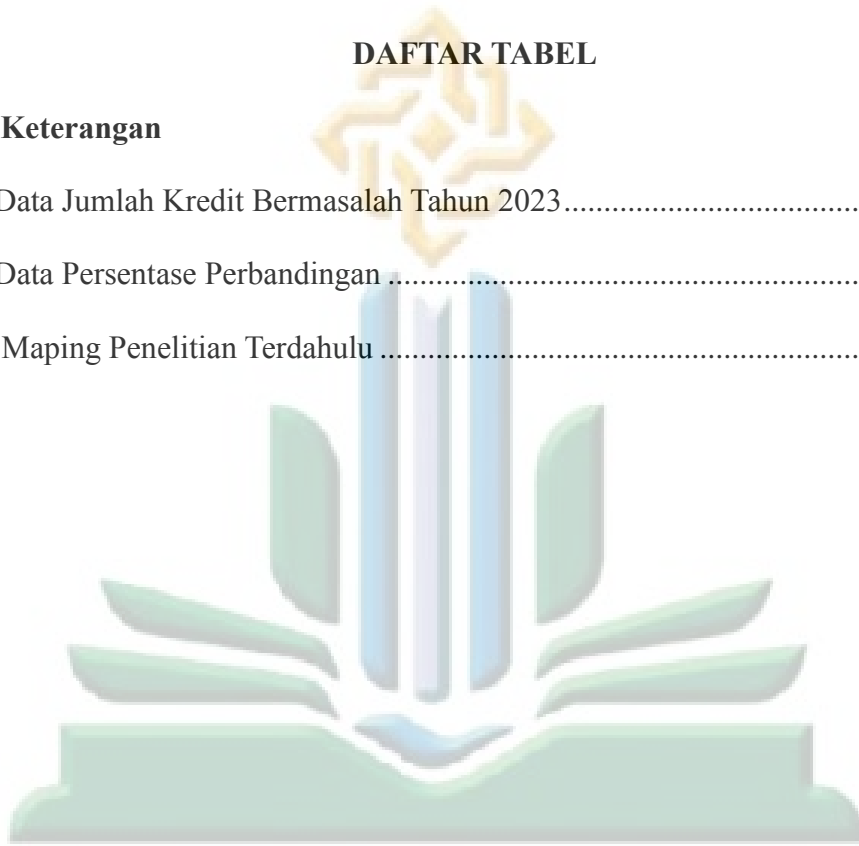 DAFTAR TABEL
Keterangan
Data Jumlah Kredit Bermasalah Tahun 2023.....................................
Data Persentase Perbandingan ...........................................................
Maping Penelitian Terdahulu ............................................................